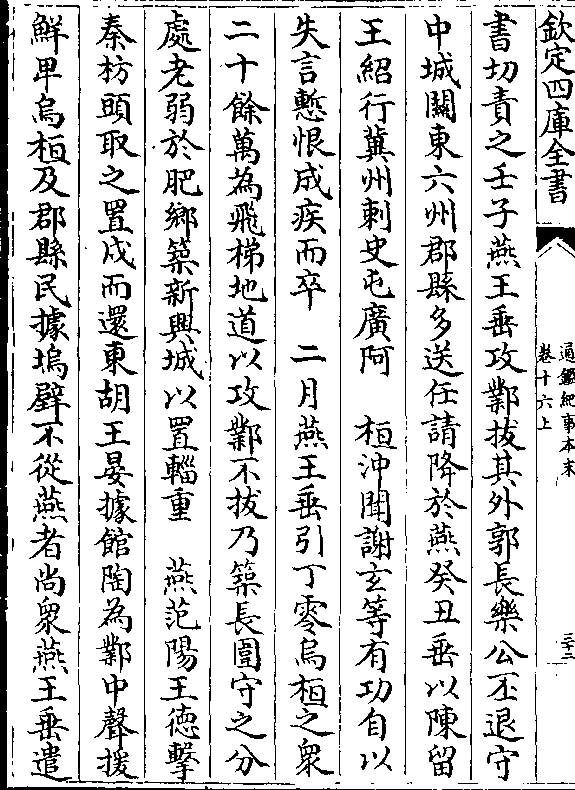 欽定四庫全書
通鑑紀事本末
卷十六上
三十二
書切責之壬子燕王垂攻鄴拔其外郭長樂公丕退守
中城關東六州郡縣多送任請降於燕癸丑垂以陳留
王紹行冀州刺史屯廣阿　桓沖聞謝玄等有功自以
失言慙恨成疾而卒　二月燕王垂引丁零烏桓之衆
二十餘萬為飛梯地道以攻鄴不拔乃築長圍守之分
處老弱於肥鄉築新興城以置輜重　燕范陽王德擊
秦枋頭取之置戍而還東胡王晏據館陶為鄴中聲援
鮮卑烏桓及郡縣民據塢壁不從燕者尚衆燕王垂遣